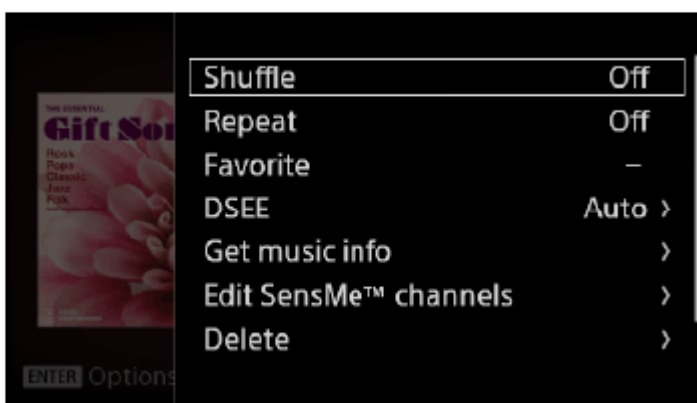 THE ESSENTIAL
Gift Son
Rock
Pops
Classic
Jazz
Folk
Shuffle Off
Repeat Off
Favorite –
DSEE Auto >
Get music info >
Edit SensMe™ channels >
Delete >
ENTER Options